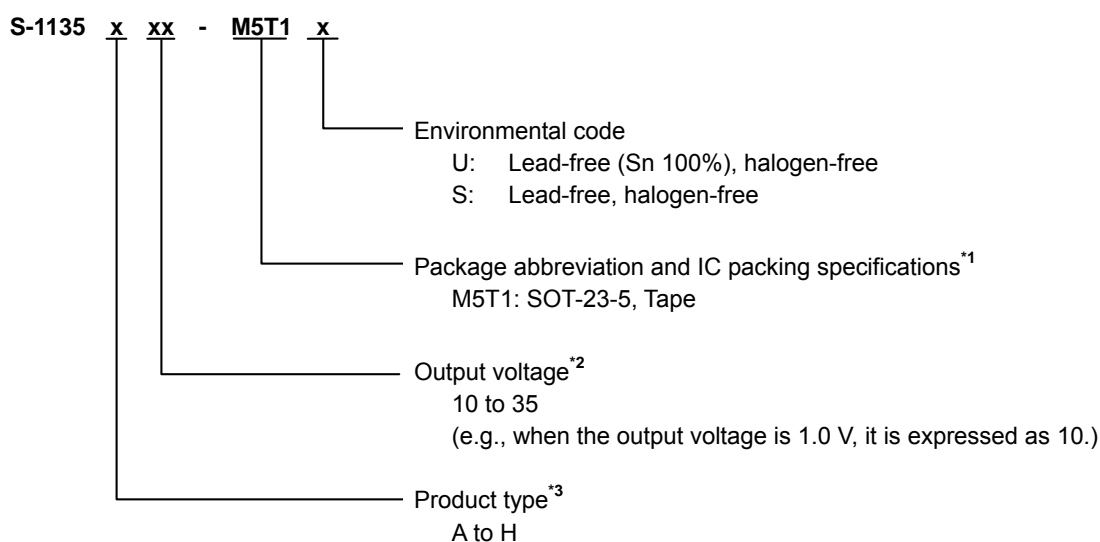 S-1135 x xx - M5T1 x
Environmental code
U: Lead-free (Sn 100%), halogen-free
S: Lead-free, halogen-free
Package abbreviation and IC packing specifications*1
M5T1: SOT-23-5, Tape
Output voltage*2
10 to 35
(e.g., when the output voltage is 1.0 V, it is expressed as 10.)
Product type*3
A to H